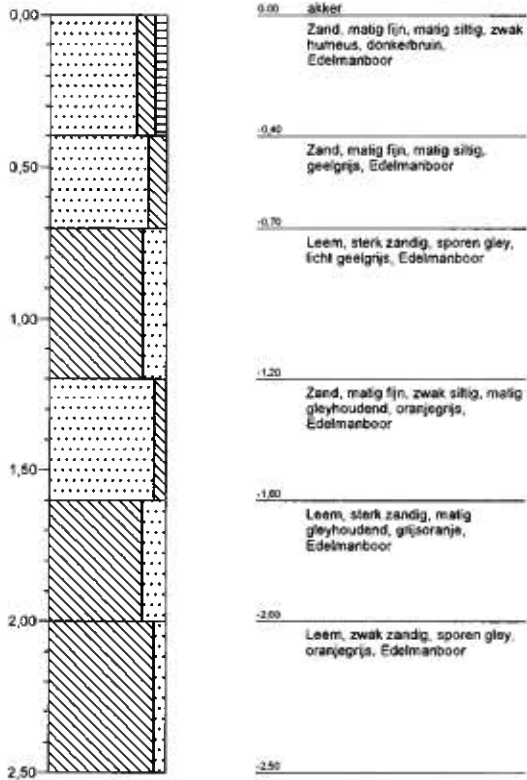 0,00
0,50
1,00
1,50
2,00
2,50
0,00 akker
Zand, matig fijn, matig siltig, zwak
humeus, donkerbruin,
Edelmanboor
-0,40
Zand, matig fijn, matig siltig,
geelgrijs, Edelmanboor
-0,70
Leem, sterk zandig, sporen gley,
licht geelgrijs, Edelmanboor
-1,20
Zand, matig fijn, zwak siltig, matig
gleyhoudend, oranjegrijs,
Edelmanboor
-1,60
Leem, sterk zandig, matig
gleyhoudend, grijsoranje,
Edelmanboor
-2,00
Leem, zwak zandig, sporen gley,
oranjegrijs, Edelmanboor
-2,50